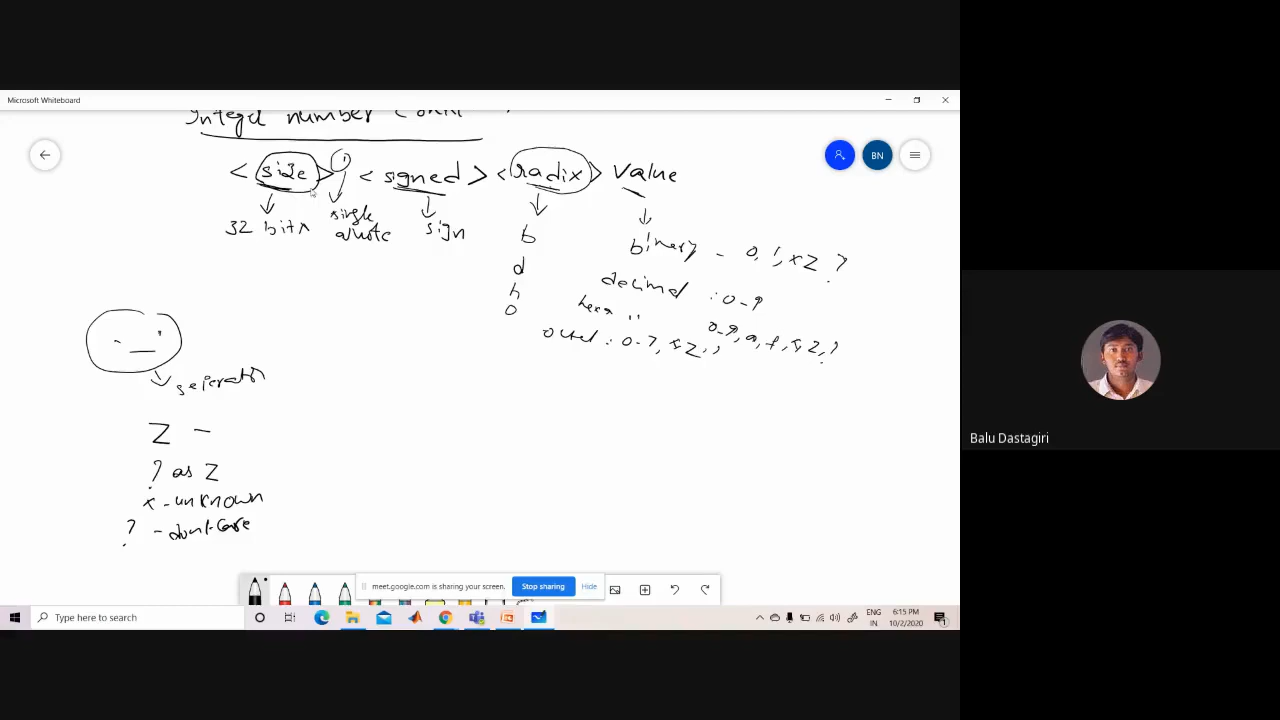 Microsoft Whiteboard
Integer number
< size > ' < signed > < radix > value
32 bits single quote sign
b
d
h
o
binary - 0, 1, x z ?
decimal : 0-9
hexa ''
0-9, a, f, x, z, ?
octal : 0-7, x, z, ?
seperator
Z -
? as Z
x - unknown
? - don't care
BN
Balu Dastagiri
meet.google.com is sharing your screen. Stop sharing Hide
Type here to search
ENG
IN
6:15 PM
10/2/2020
1